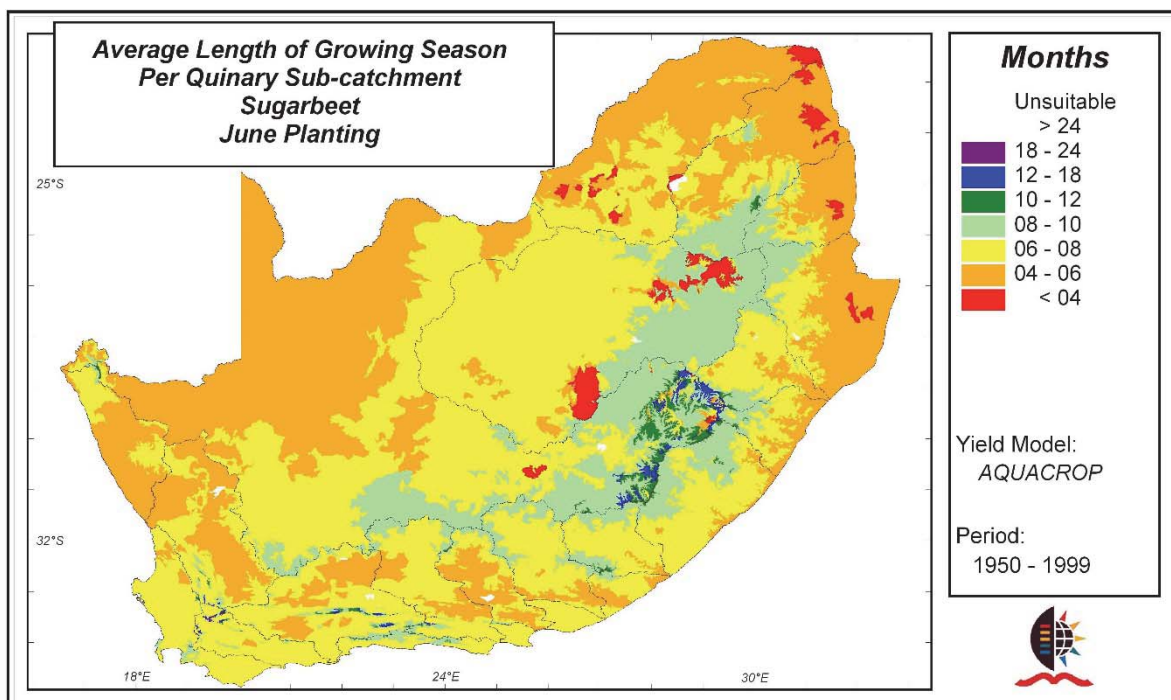 Average Length of Growing Season
Per Quinary Sub-catchment
Sugarbeet
June Planting
Months
Unsuitable
> 24
18 - 24
12 - 18
10 - 12
08 - 10
06 - 08
04 - 06
< 04
Yield Model:
AQUACROP
Period:
1950 - 1999
25°S
32°S
18°E
24°E
30°E